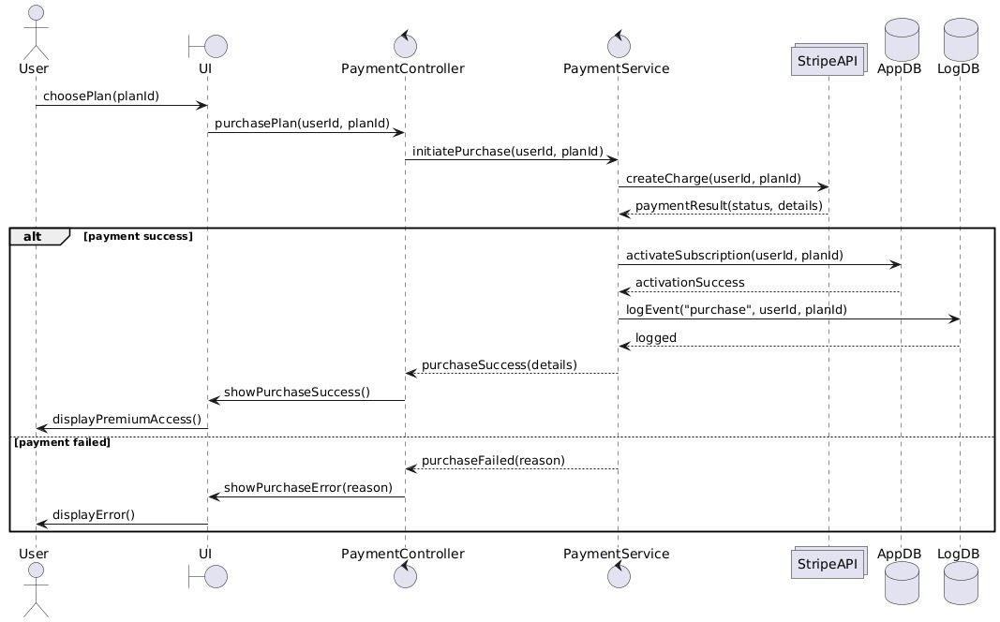 User UI PaymentController PaymentService StripeAPI AppDB LogDB
choosePlan(planId)
purchasePlan(userId, planId)
initiatePurchase(userId, planId)
createCharge(userId, planId)
paymentResult(status, details)
alt [payment success]
activateSubscription(userId, planId)
activationSuccess
logEvent("purchase", userId, planId)
logged
purchaseSuccess(details)
showPurchaseSuccess()
displayPremiumAccess()
[payment failed]
purchaseFailed(reason)
showPurchaseError(reason)
displayError()
User UI PaymentController PaymentService StripeAPI AppDB LogDB